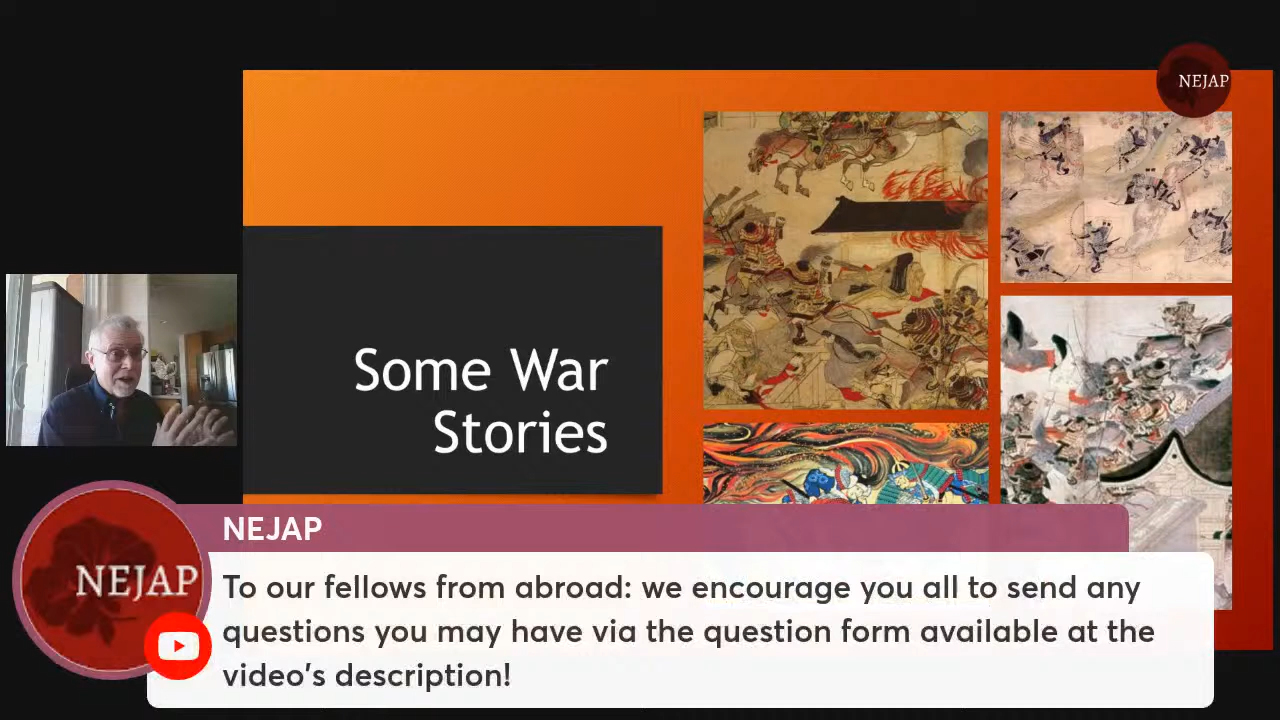 NEJAP
Some War
Stories
NEJAP
NEJAP
To our fellows from abroad: we encourage you all to send any
questions you may have via the question form available at the
video's description!